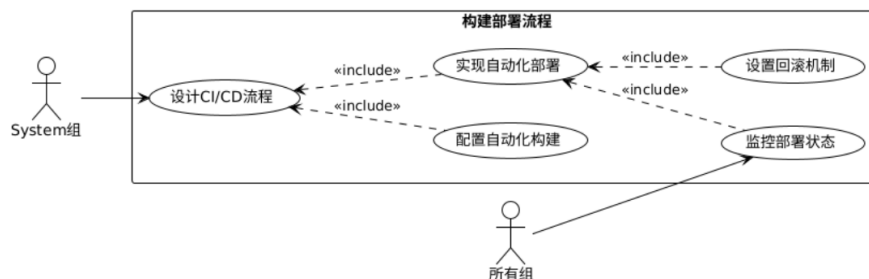 构建部署流程
«include»
实现自动化部署
«include»
设置回滚机制
System组
设计CI/CD流程
«include»
«include»
配置自动化构建
监控部署状态
所有组